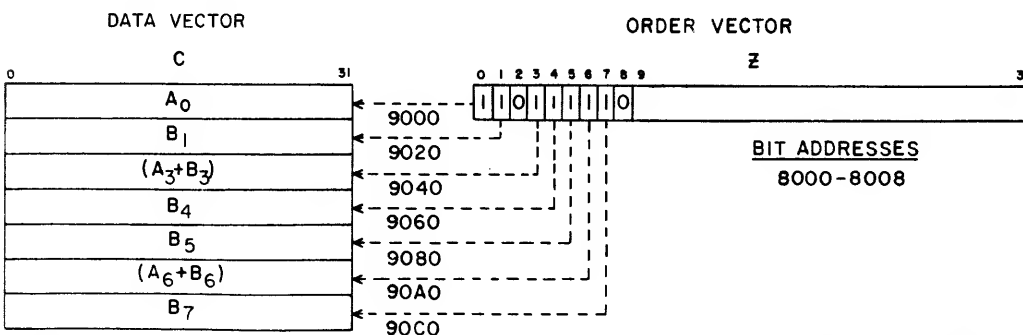 DATA VECTOR
C
0 31
A0
B1
(A3+B3)
B4
B5
(A6+B6)
B7
9000
9020
9040
9060
9080
90A0
90C0
ORDER VECTOR
Z
0 1 2 3 4 5 6 7 8 9 3
1 1 0 1 1 1 1 1 0
BIT ADDRESSES
8000-8008